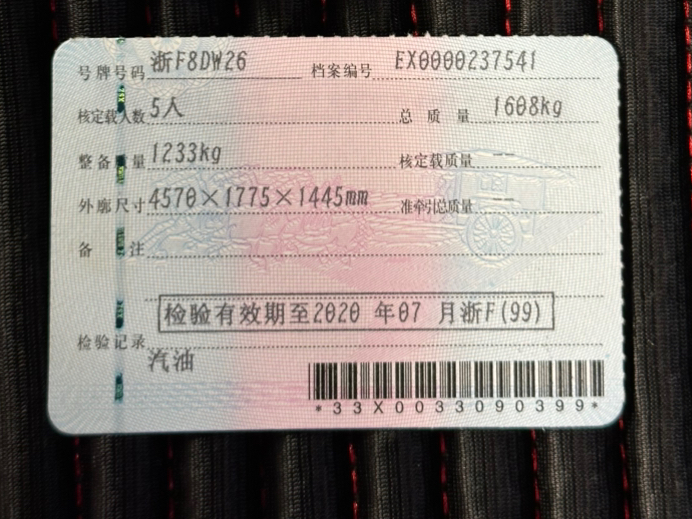 号牌号码 浙F8DW26 档案编号 EX0000237541
核定载人数 5人 总质量 1608kg
整备质量 1233kg 核定载质量 --
外廓尺寸 4570×1775×1445mm 准牵引总质量 --
备注
检验有效期至2020 年07 月浙F(99)
检验记录
汽油
*33X0033090399*